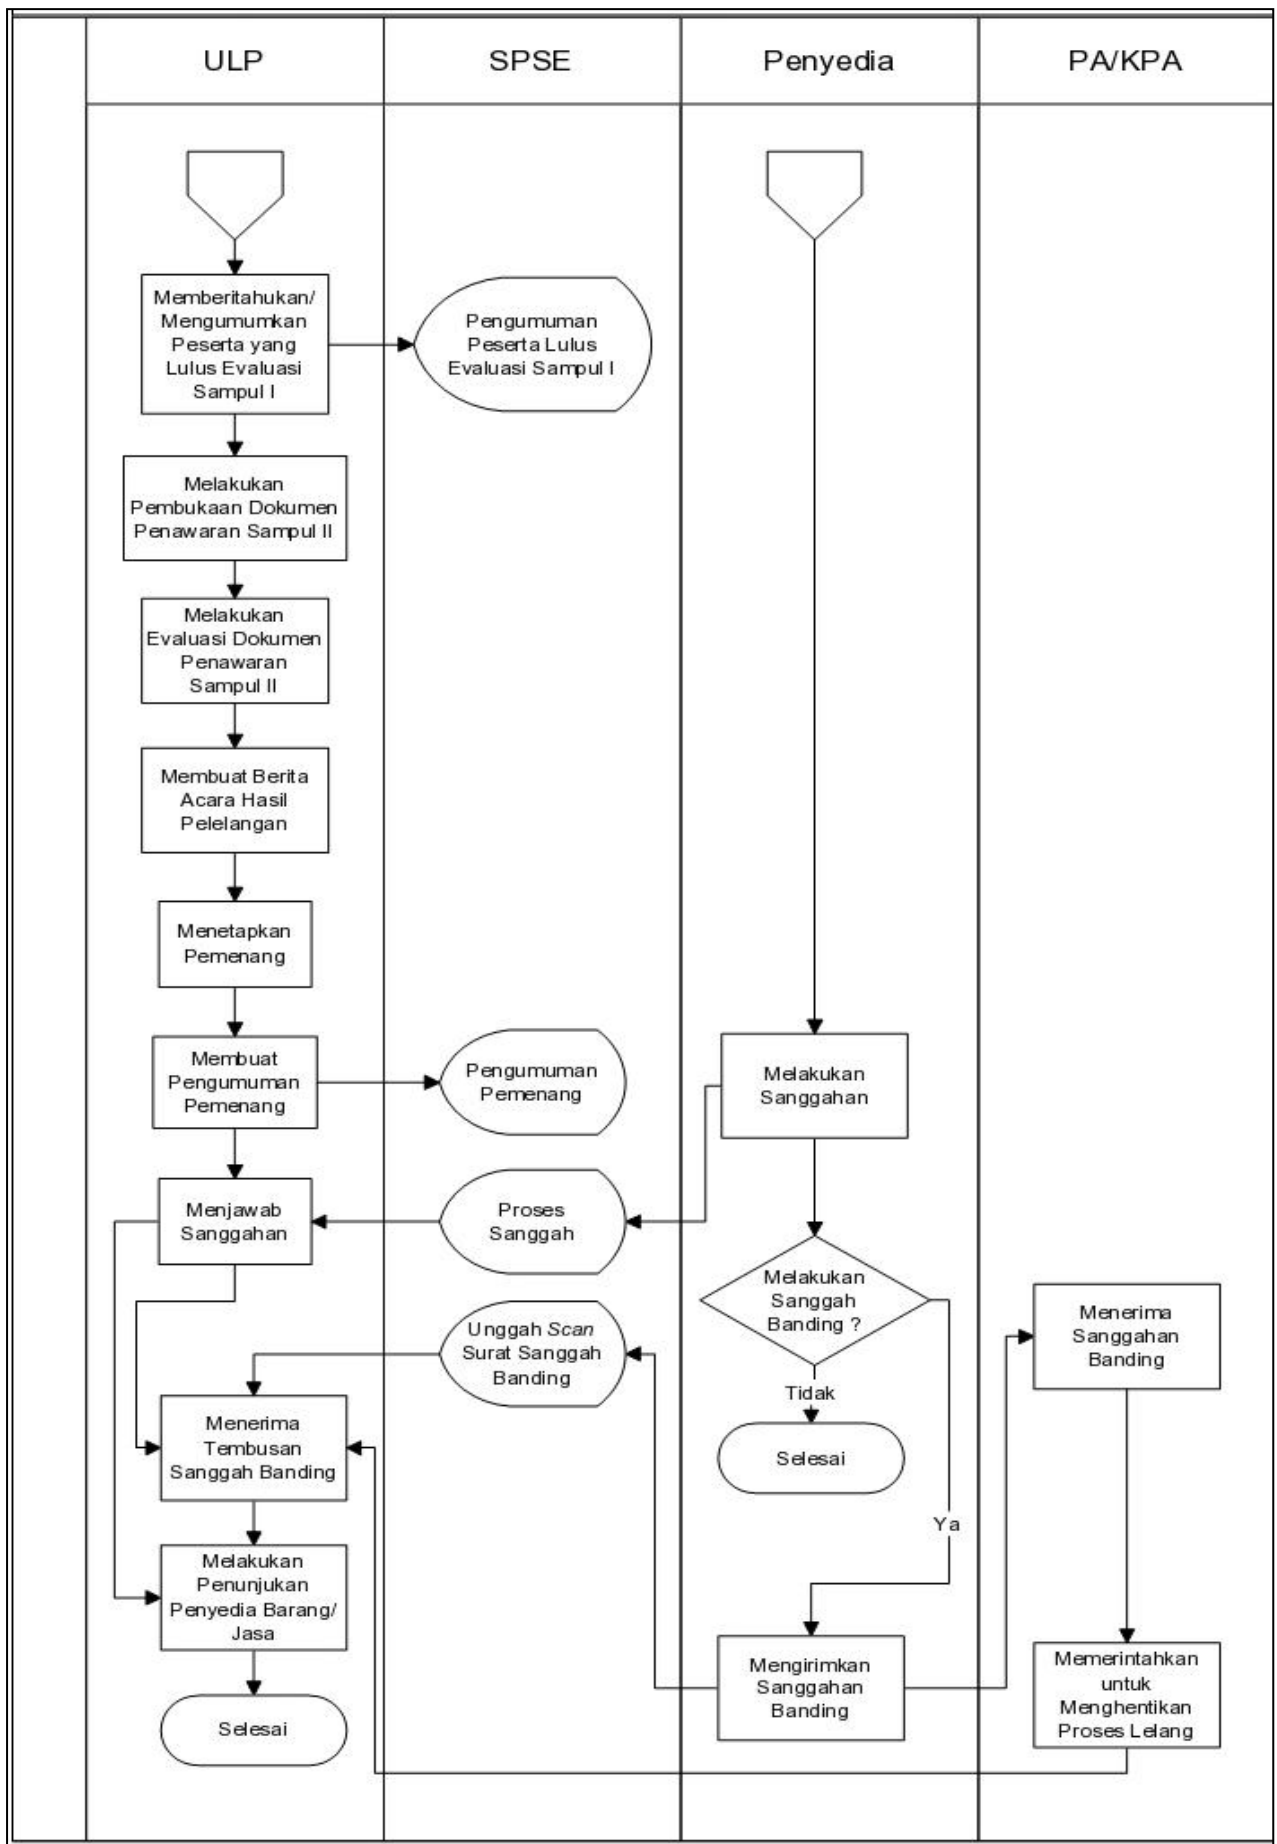 ULP
SPSE
Penyedia
PA/KPA
Memberitahukan/
Mengumumkan
Peserta yang
Lulus Evaluasi
Sampul I
Pengumuman
Peserta Lulus
Evaluasi Sampul I
Melakukan
Pembukaan Dokumen
Penawaran Sampul II
Melakukan
Evaluasi Dokumen
Penawaran
Sampul II
Membuat Berita
Acara Hasil
Pelelangan
Menetapkan
Pemenang
Membuat
Pengumuman
Pemenang
Pengumuman
Pemenang
Melakukan
Sanggahan
Menjawab
Sanggahan
Proses
Sanggah
Melakukan
Sanggah
Banding ?
Unggah Scan
Surat Sanggah
Banding
Menerima
Sanggahan
Banding
Tidak
Menerima
Tembusan
Sanggah Banding
Selesai
Ya
Melakukan
Penunjukan
Penyedia Barang/
Jasa
Mengirimkan
Sanggahan
Banding
Memerintahkan
untuk
Menghentikan
Proses Lelang
Selesai